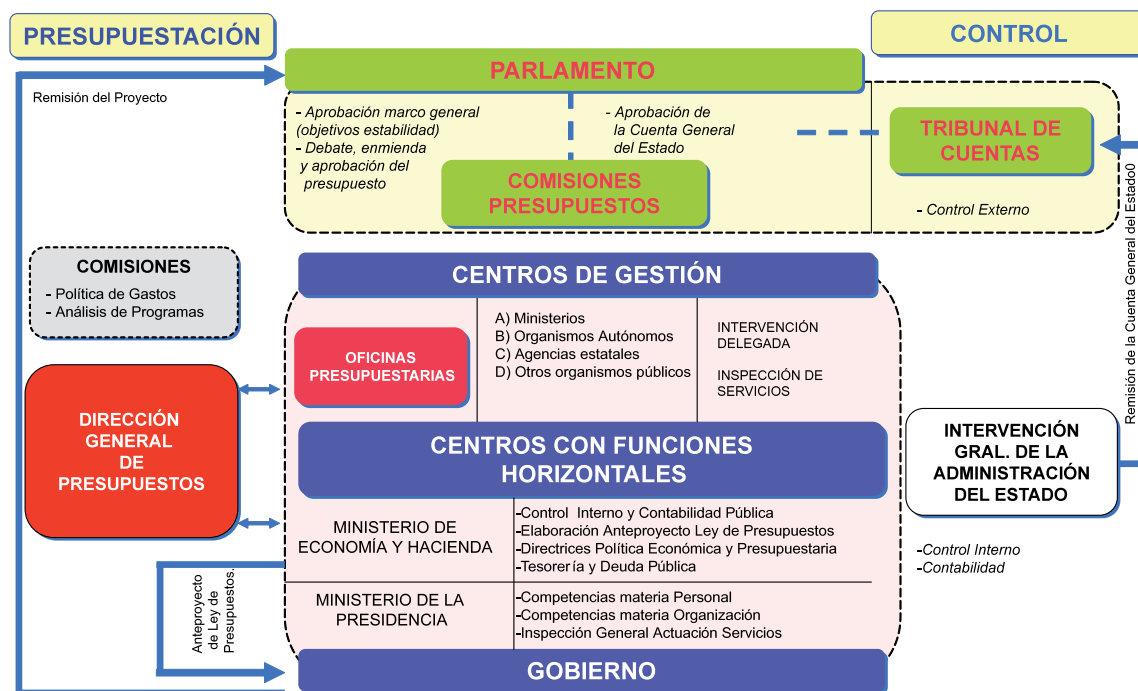 PRESUPUESTACIÓN
CONTROL
PARLAMENTO
Remisión del Proyecto
- Aprobación marco general
(objetivos estabilidad)
- Debate, enmienda
y aprobación del
presupuesto
- Aprobación de
la Cuenta General
del Estado
COMISIONES
PRESUPUESTOS
TRIBUNAL DE
CUENTAS
- Control Externo
Remisión de la Cuenta General del Estado0
COMISIONES
- Política de Gastos
- Análisis de Programas
CENTROS DE GESTIÓN
OFICINAS
PRESUPUESTARIAS
A) Ministerios
B) Organismos Autónomos
C) Agencias estatales
D) Otros organismos públicos
INTERVENCIÓN
DELEGADA
INSPECCIÓN DE
SERVICIOS
DIRECCIÓN
GENERAL
DE
PRESUPUESTOS
CENTROS CON FUNCIONES
HORIZONTALES
INTERVENCIÓN
GRAL. DE LA
ADMINISTRACIÓN
DEL ESTADO
-Control Interno
-Contabilidad
MINISTERIO DE
ECONOMÍA Y HACIENDA
-Control Interno y Contabilidad Pública
-Elaboración Anteproyecto Ley de Presupuestos
-Directrices Política Económica y Presupuestaria
-Tesorería y Deuda Pública
MINISTERIO DE LA
PRESIDENCIA
-Competencias materia Personal
-Competencias materia Organización
-Inspección General Actuación Servicios
Anteproyecto
de Ley de
Presupuestos.
GOBIERNO